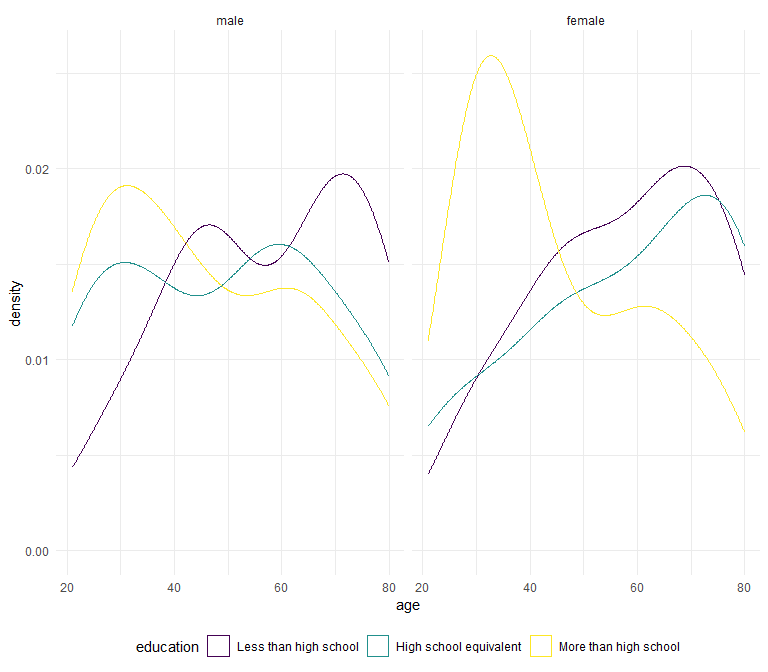 male female
density
0.02
0.01
0.00
20 40 60 80 20 40 60 80
age
education Less than high school High school equivalent More than high school